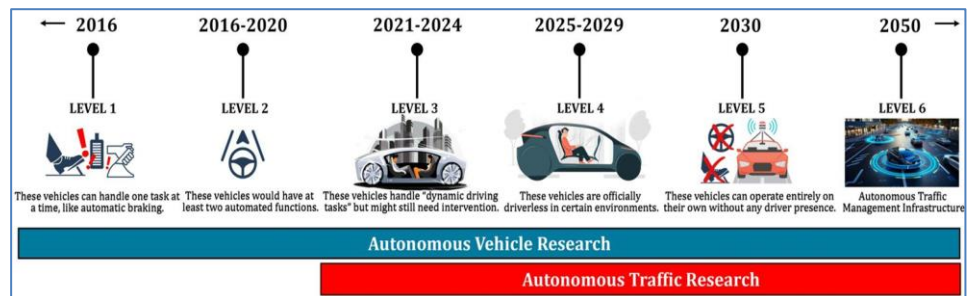 2016
2016-2020
2021-2024
2025-2029
2030
2050
LEVEL 1
LEVEL 2
LEVEL 3
LEVEL 4
LEVEL 5
LEVEL 6
These vehicles can handle one task at
a time, like automatic braking.
These vehicles would have at
least two automated functions.
These vehicles handle "dynamic driving
tasks" but might still need intervention.
These vehicles are officially
driverless in certain environments.
These vehicles can operate entirely on
their own without any driver presence.
Autonomous Traffic
Management Infrastructure
Autonomous Vehicle Research
Autonomous Traffic Research